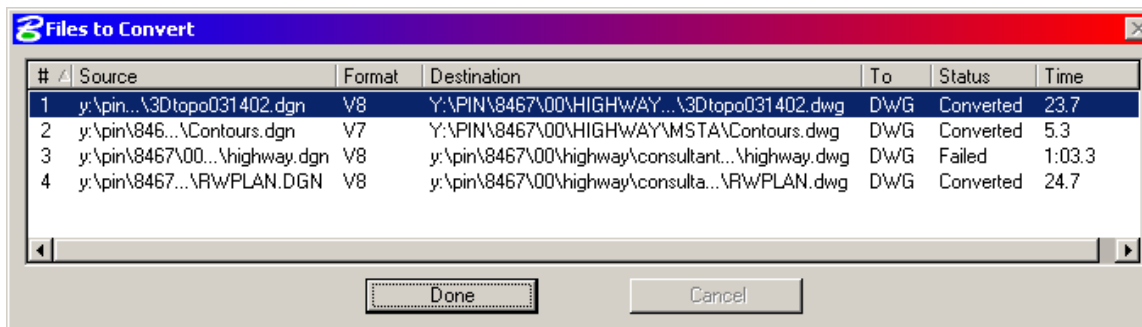 Files to Convert
# Source Format Destination To Status Time
1 y:\pin...\3Dtopo031402.dgn V8 Y:\PIN\8467\00\HIGHWAY...\3Dtopo031402.dwg DWG Converted 23.7
2 y:\pin\846...\Contours.dgn V7 Y:\PIN\8467\00\HIGHWAY\MSTA\Contours.dwg DWG Converted 5.3
3 y:\pin\8467\00...\highway.dgn V8 y:\pin\8467\00\highway\consultant...\highway.dwg DWG Failed 1:03.3
4 y:\pin\8467...\RWPLAN.DGN V8 y:\pin\8467\00\highway\consulta...\RWPLAN.dwg DWG Converted 24.7
Done Cancel